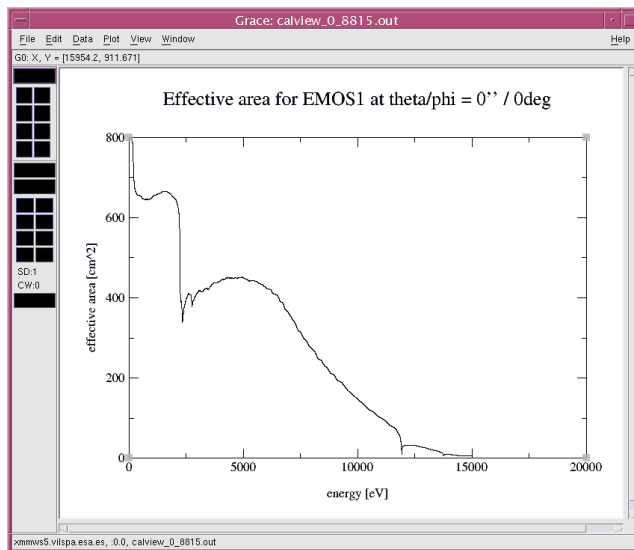 Grace: calview_0_8815.out
File Edit Data Plot View Window Help
G0: X, Y = [15954.2, 911.671]
SD:1
CW:0
Effective area for EMOS1 at theta/phi = 0’’ / 0deg
800
600
400
200
0
effective area [cm^2]
0 5000 10000 15000 20000
energy [eV]
xmmws5.vilspa.esa.es, :0.0, calview_0_8815.out